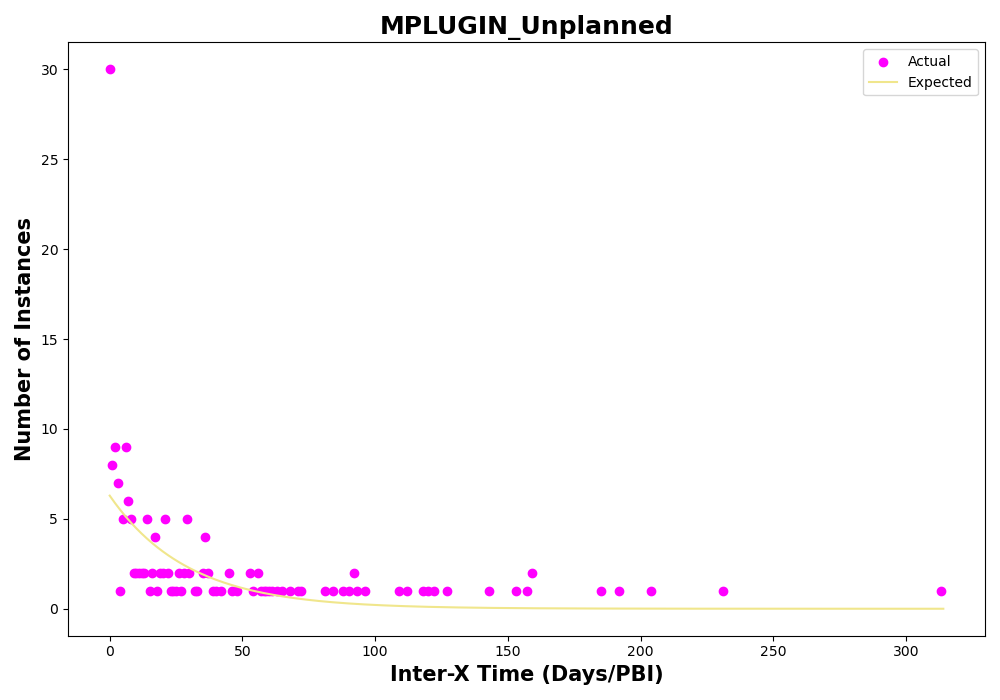 MPLUGIN_Unplanned
Actual
Expected
Number of Instances
30
25
20
15
10
5
0
0 50 100 150 200 250 300
Inter-X Time (Days/PBI)